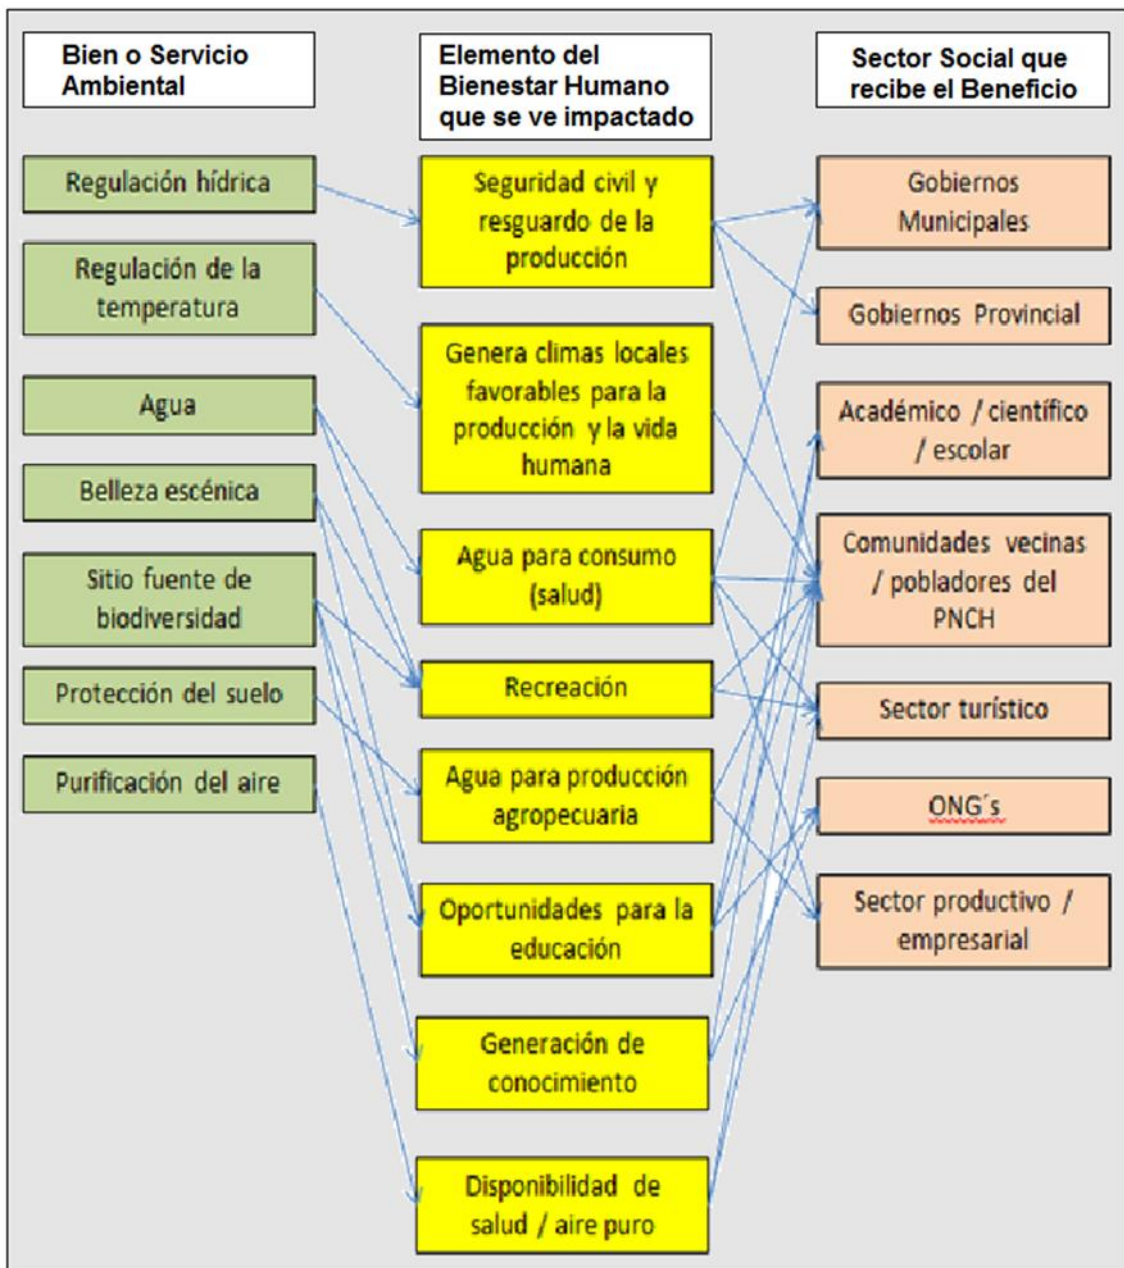 Bien o Servicio
Ambiental
Elemento del
Bienestar Humano
que se ve impactado
Sector Social que
recibe el Beneficio
Regulación hídrica
Regulación de la
temperatura
Agua
Belleza escénica
Sitio fuente de
biodiversidad
Protección del suelo
Purificación del aire
Seguridad civil y
resguardo de la
producción
Genera climas locales
favorables para la
producción y la vida
humana
Agua para consumo
(salud)
Recreación
Agua para producción
agropecuaria
Oportunidades para la
educación
Generación de
conocimiento
Disponibilidad de
salud / aire puro
Gobiernos
Municipales
Gobiernos Provincial
Académico / científico
/ escolar
Comunidades vecinas
/ pobladores del
PNCH
Sector turístico
ONG´s
Sector productivo /
empresarial